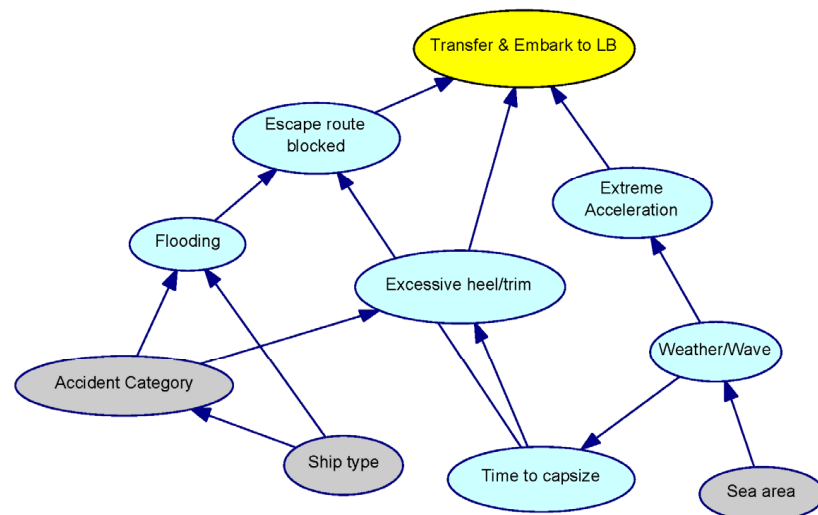 Transfer & Embark to LB
Escape route
blocked
Extreme
Acceleration
Flooding
Excessive heel/trim
Weather/Wave
Accident Category
Ship type
Time to capsize
Sea area